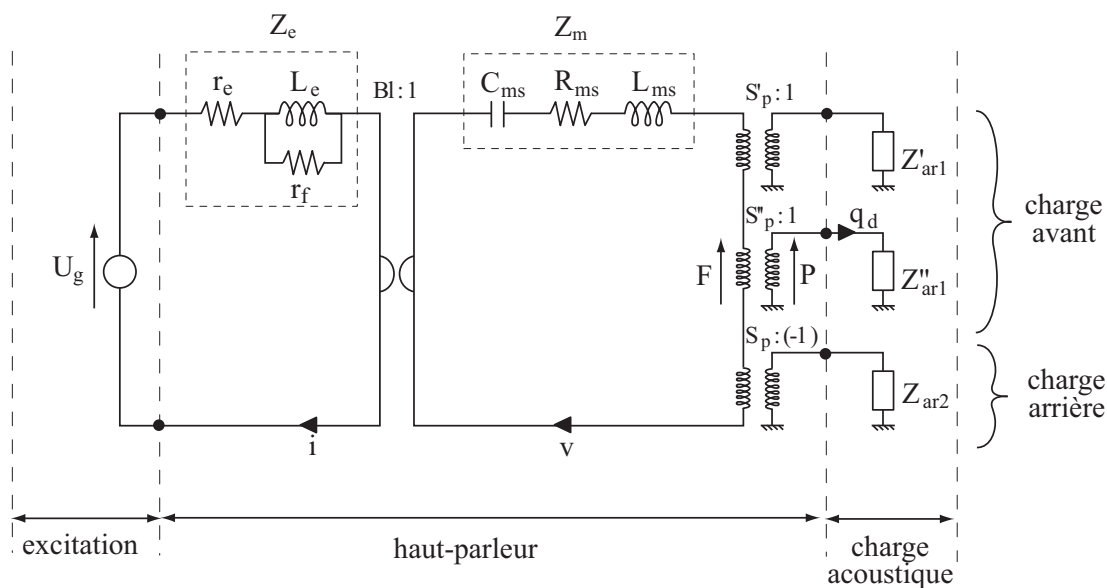 Z_e
Z_m
r_e
L_e
r_f
Bl : 1
C_ms
R_ms
L_ms
S'_p : 1
Z'_ar1
charge
avant
U_g
S''_p : 1
q_d
F
P
Z''_ar1
S_p : (-1)
Z_ar2
charge
arrière
i
v
excitation
haut-parleur
charge
acoustique